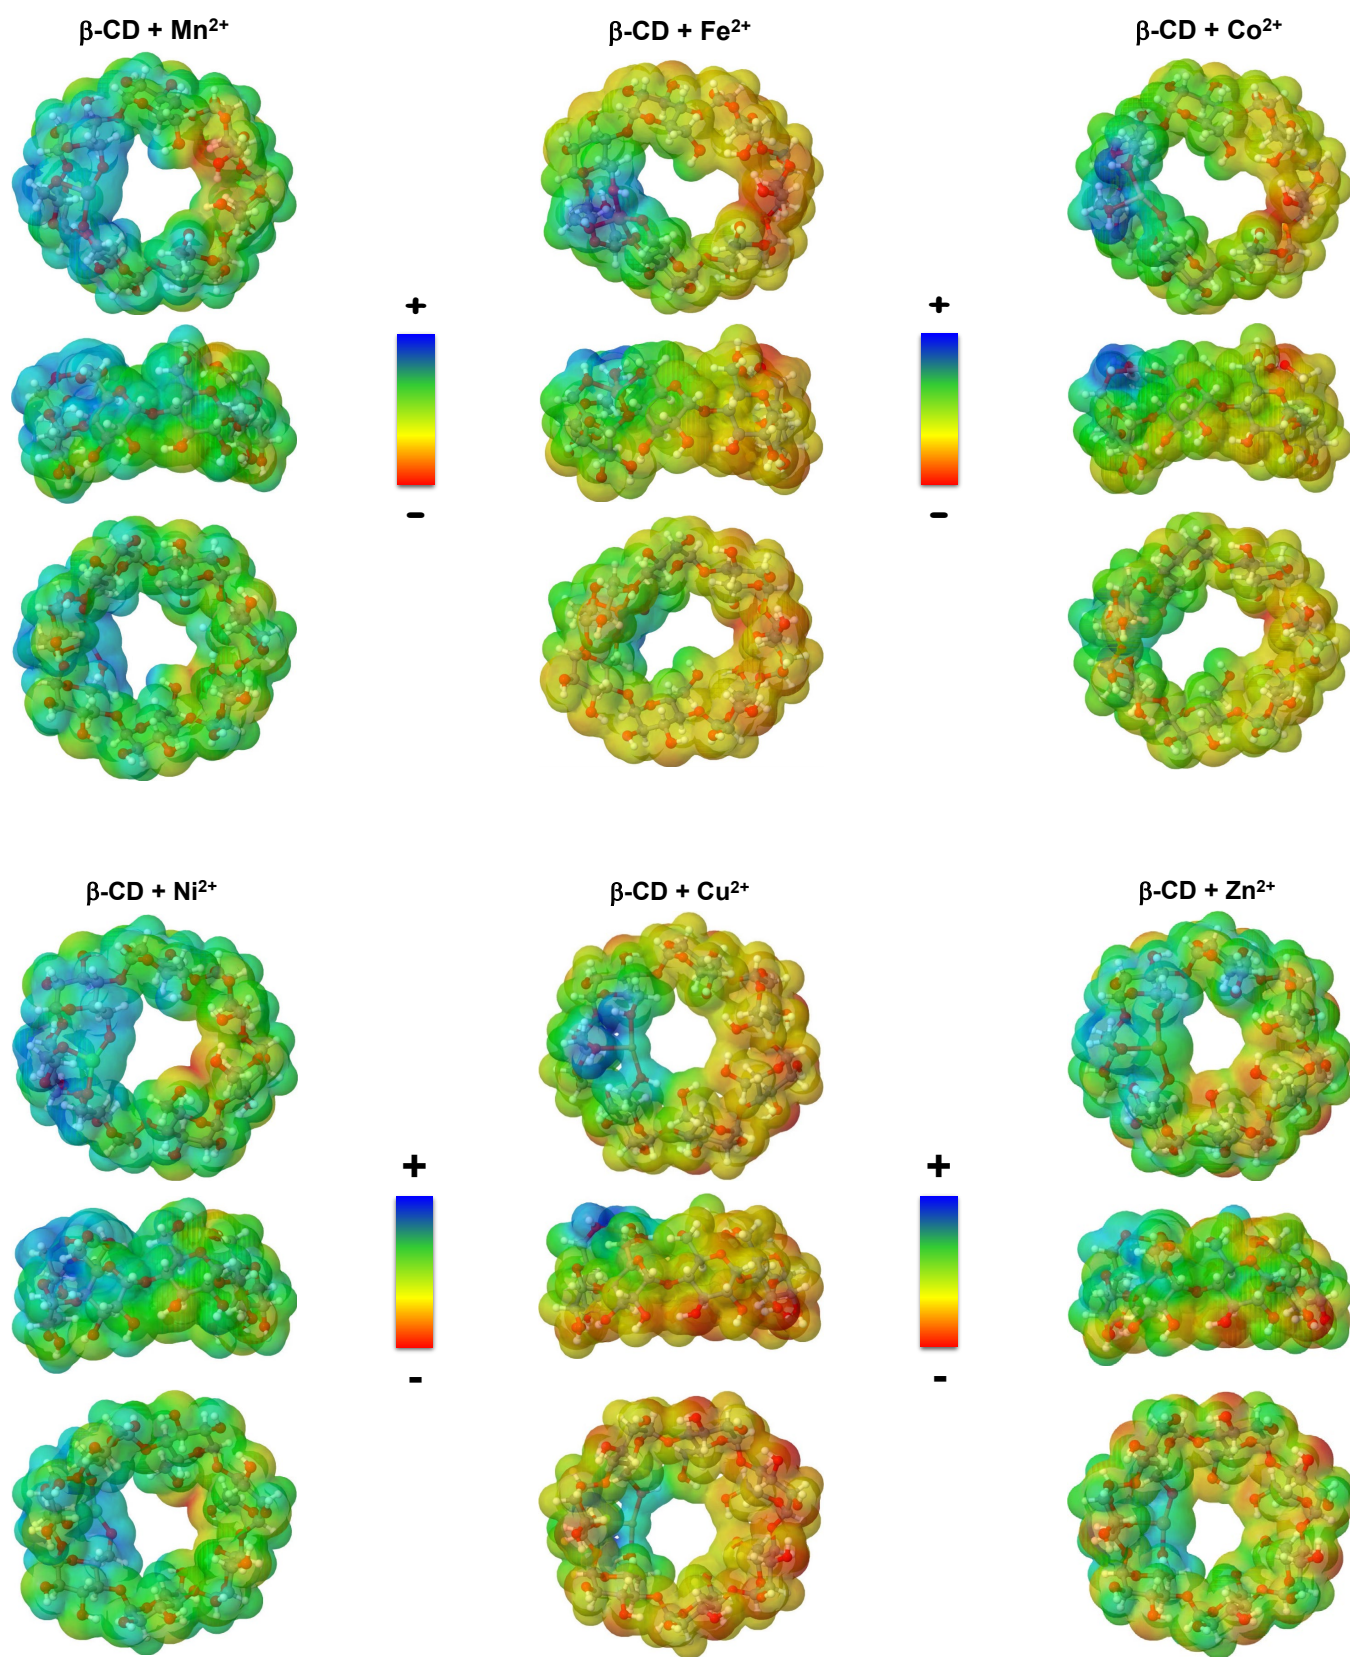 β-CD + Mn²⁺
β-CD + Fe²⁺
β-CD + Co²⁺
+
+
−
−
β-CD + Ni²⁺
β-CD + Cu²⁺
β-CD + Zn²⁺
+
+
-
-